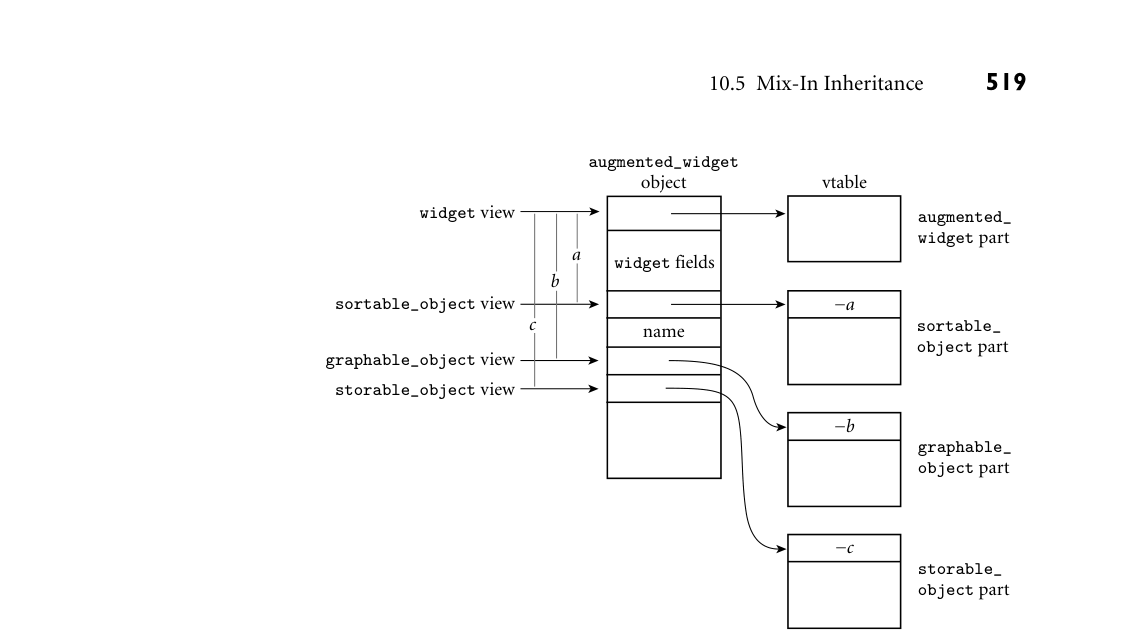 10.5 Mix-In Inheritance 519
augmented_widget
object
vtable
widget view
augmented_
widget part
a
widget fields
b
sortable_object view
−a
c
name
sortable_
object part
graphable_object view
storable_object view
−b
graphable_
object part
−c
storable_
object part